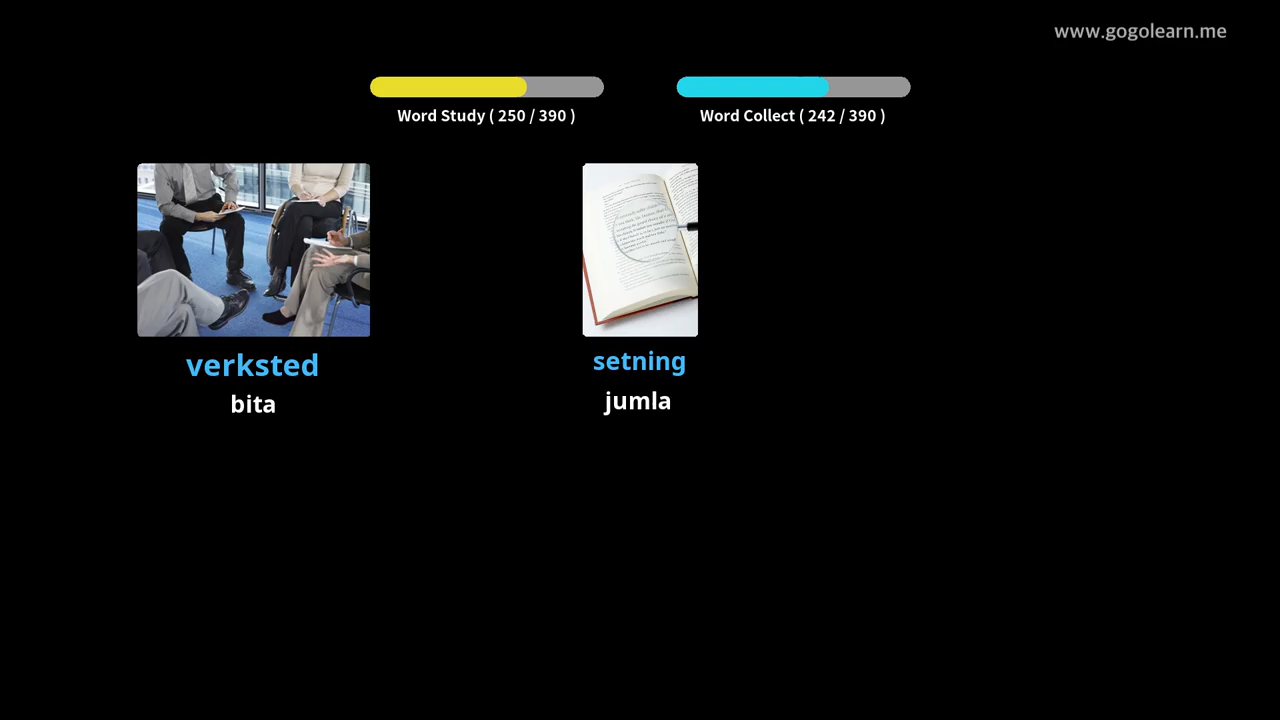 www.gogolearn.me
Word Study ( 250 / 390 )
Word Collect ( 242 / 390 )
verksted
bita
setning
jumla